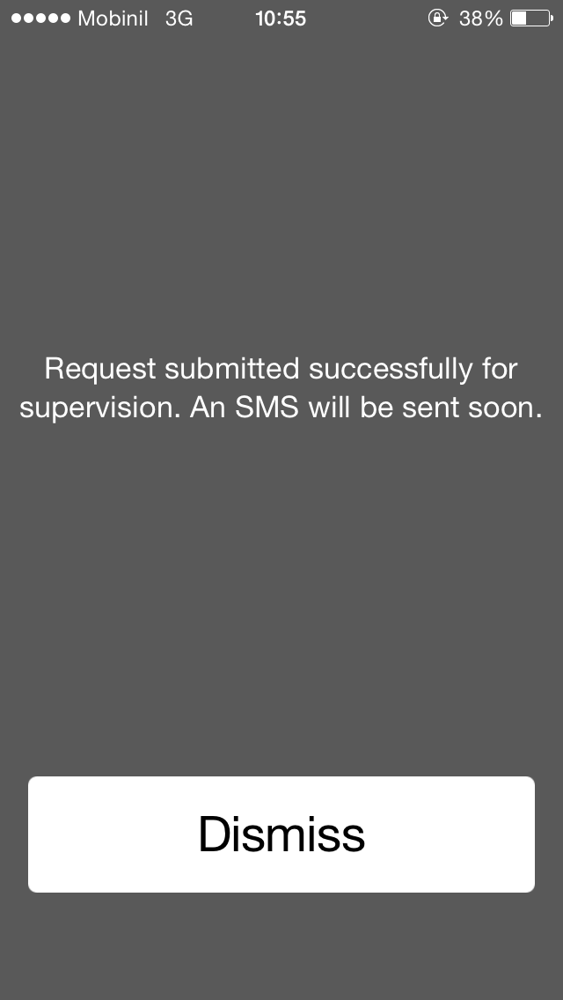 Mobinil 3G 10:55 38%
Request submitted successfully for
supervision. An SMS will be sent soon.
Dismiss